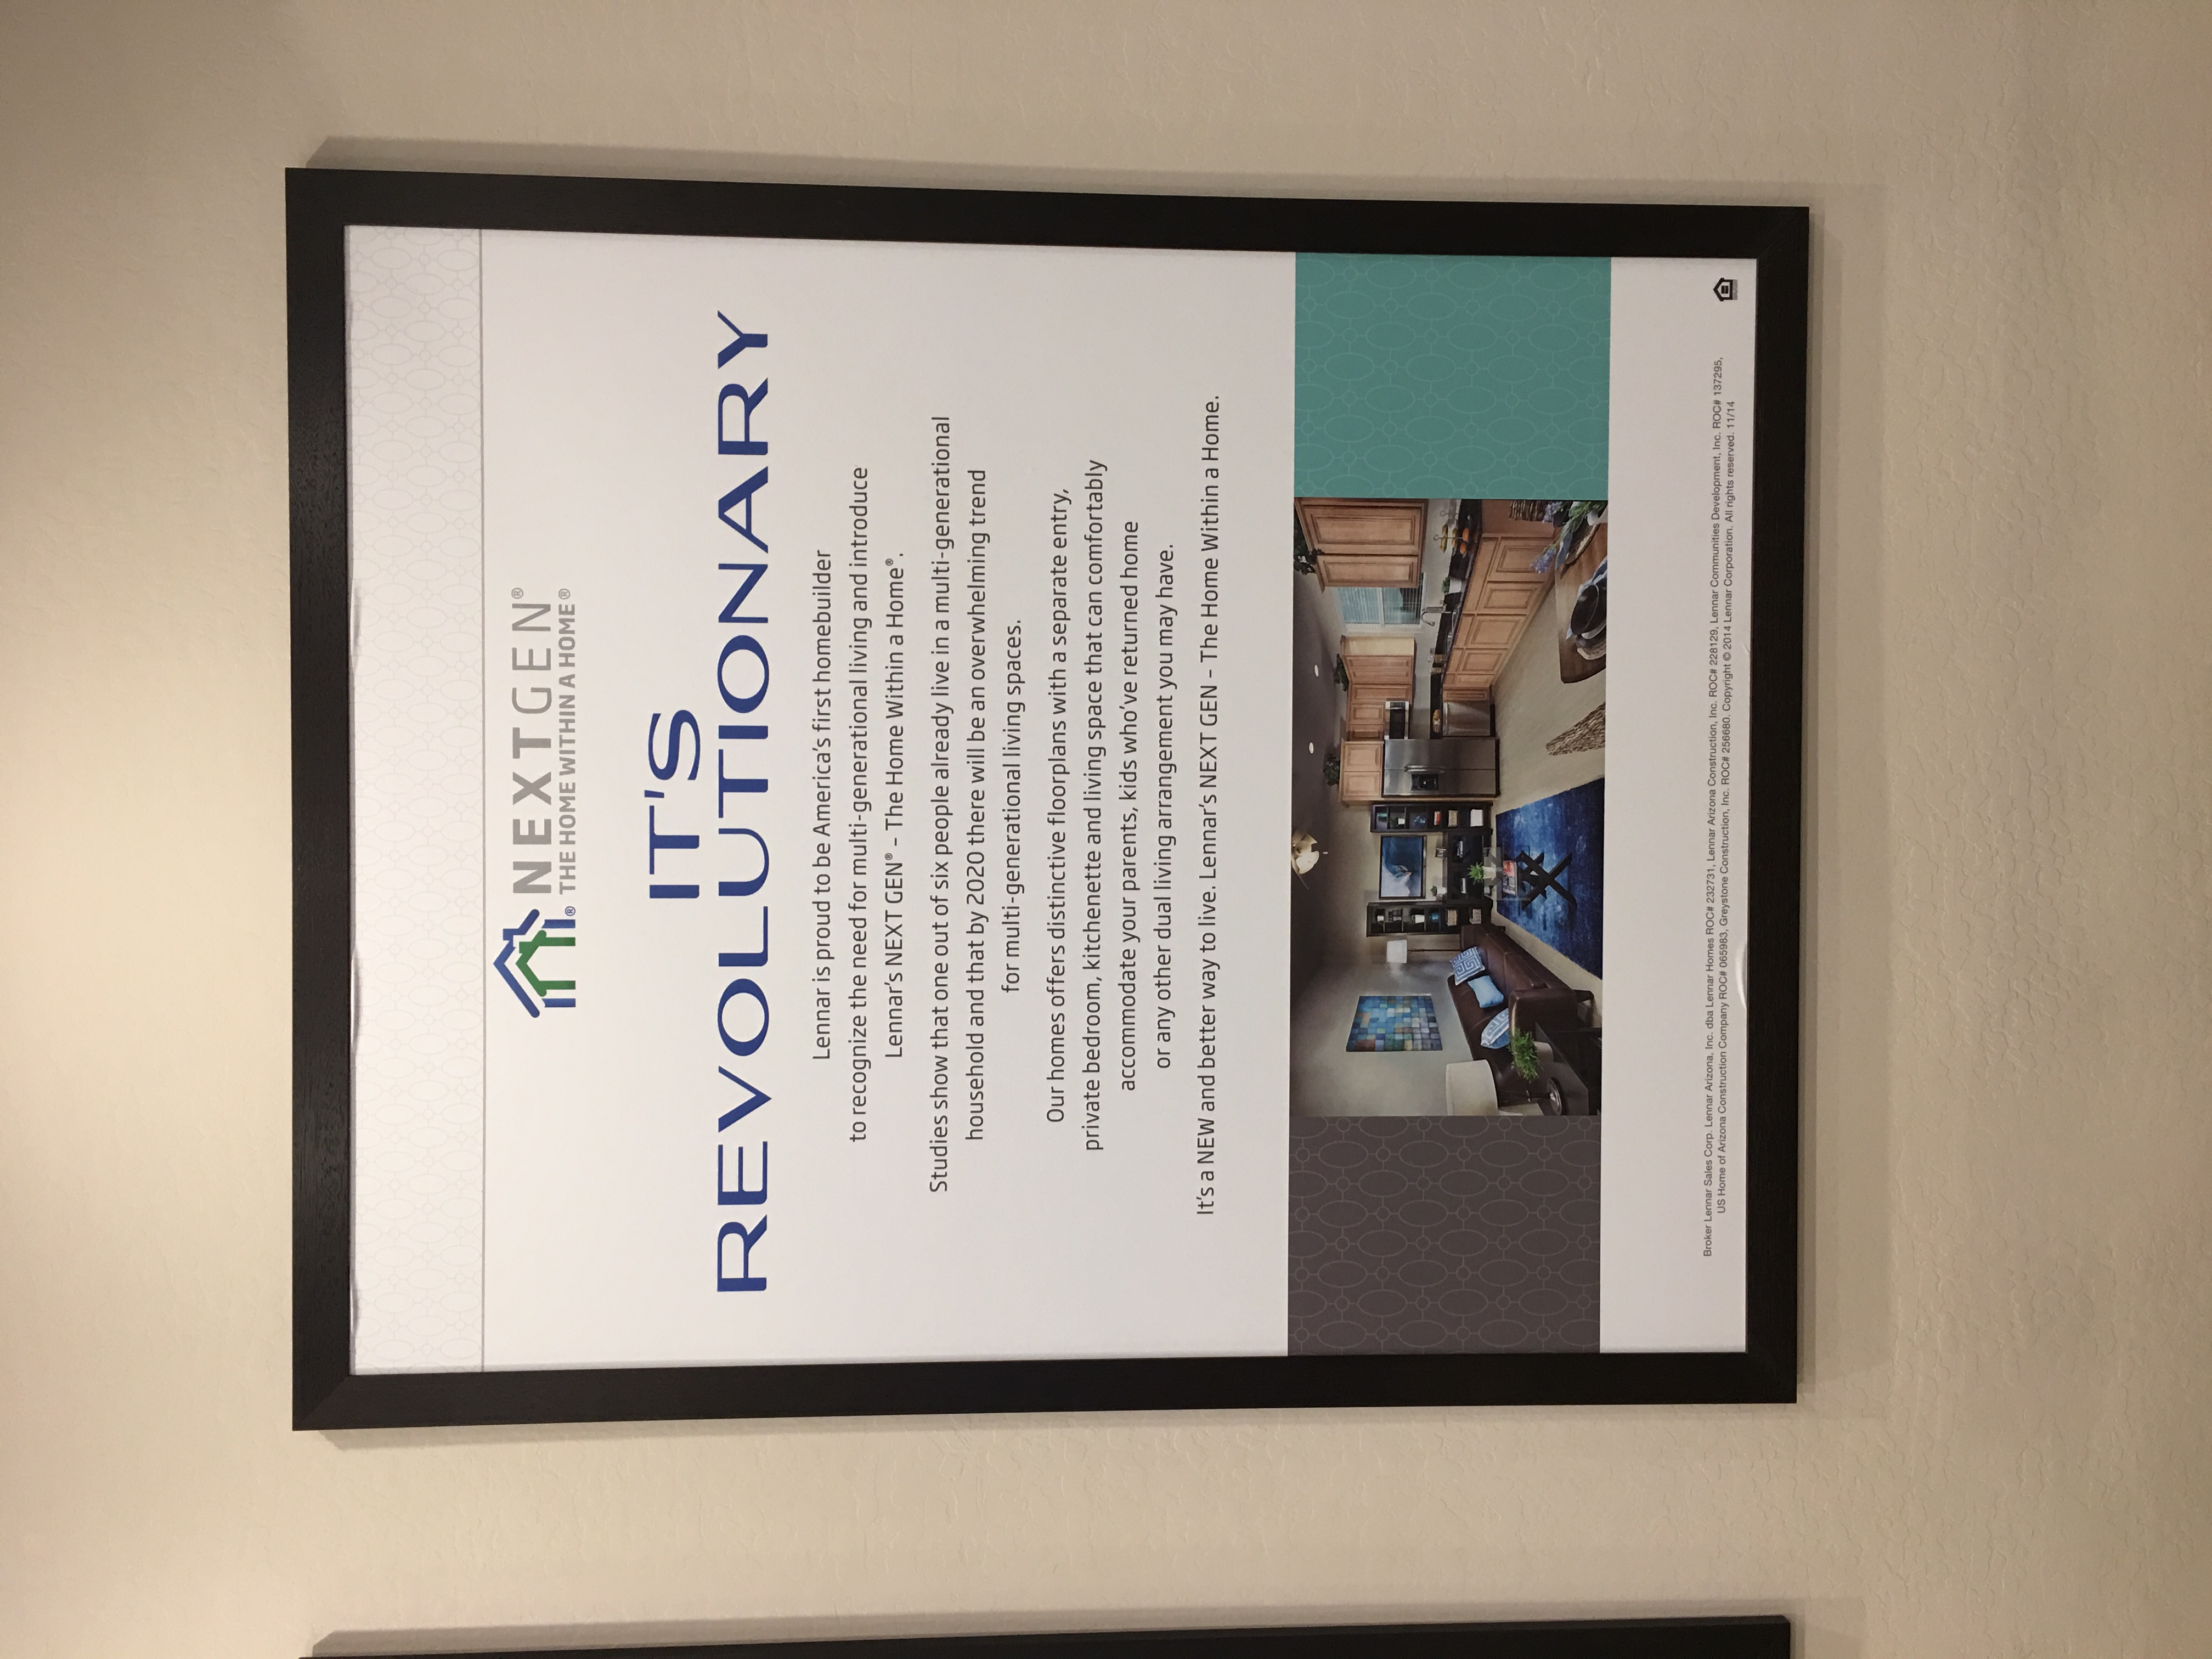 NEXTGEN®
® THE HOME WITHIN A HOME®
IT'S
REVOLUTIONARY
Lennar is proud to be America's first homebuilder
to recognize the need for multi-generational living and introduce
Lennar's NEXT GEN® – The Home Within a Home®.
Studies show that one out of six people already live in a multi-generational
household and that by 2020 there will be an overwhelming trend
for multi-generational living spaces.
Our homes offers distinctive floorplans with a separate entry,
private bedroom, kitchenette and living space that can comfortably
accommodate your parents, kids who've returned home
or any other dual living arrangement you may have.
It's a NEW and better way to live. Lennar's NEXT GEN – The Home Within a Home.
Broker Lennar Sales Corp. Lennar Arizona, Inc. dba Lennar Homes ROC# 232731, Lennar Arizona Construction, Inc. ROC# 228129, Lennar Communities Development, Inc. ROC# 137295,
US Home of Arizona Construction Company ROC# 065983, Greystone Construction, Inc. ROC# 256680. Copyright © 2014 Lennar Corporation. All rights reserved. 11/14